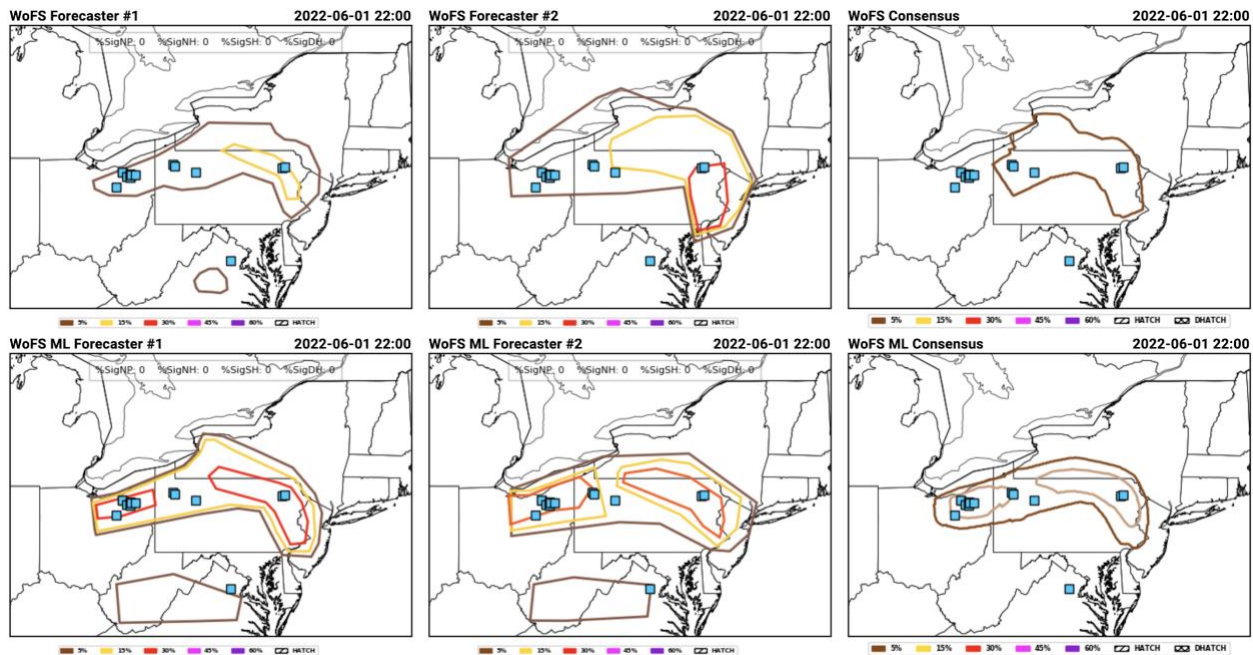 WoFS Forecaster #1 2022-06-01 22:00
%SigNP: 0 %SigNH: 0 %SigSH: 0 %SigDH: 0
5% 15% 30% 45% 60% HATCH
WoFS Forecaster #2 2022-06-01 22:00
%SigNP: 0 %SigNH: 0 %SigSH: 0 %SigDH: 0
5% 15% 30% 45% 60% HATCH
WoFS Consensus 2022-06-01 22:00
5% 15% 30% 45% 60% HATCH DHATCH
WoFS ML Forecaster #1 2022-06-01 22:00
%SigNP: 0 %SigNH: 0 %SigSH: 0 %SigDH: 0
5% 15% 30% 45% 60% HATCH
WoFS ML Forecaster #2 2022-06-01 22:00
%SigNP: 0 %SigNH: 0 %SigSH: 0 %SigDH: 0
5% 15% 30% 45% 60% HATCH
WoFS ML Consensus 2022-06-01 22:00
5% 15% 30% 45% 60% HATCH DHATCH